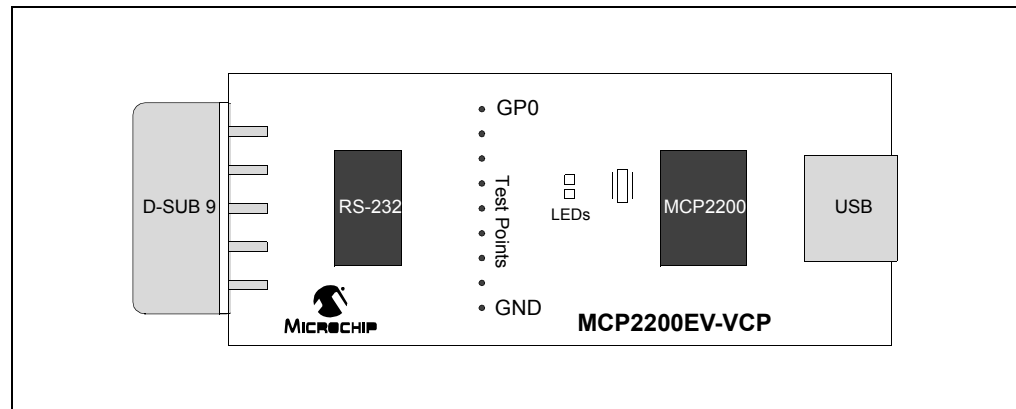 GP0
D-SUB 9
RS-232
Test Points
LEDs
MCP2200
USB
MICROCHIP
GND
MCP2200EV-VCP